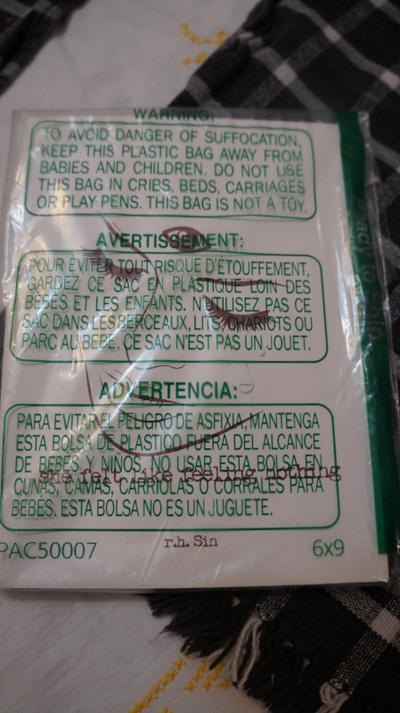 WARNING:
TO AVOID DANGER OF SUFFOCATION,
KEEP THIS PLASTIC BAG AWAY FROM
BABIES AND CHILDREN. DO NOT USE
THIS BAG IN CRIBS, BEDS, CARRIAGES
OR PLAY PENS. THIS BAG IS NOT A TOY.
AVERTISSEMENT:
POUR ÉVITER TOUT RISQUE D'ÉTOUFFEMENT,
GARDEZ CE SAC EN PLASTIQUE LOIN DES
BÉBÉS ET LES ENFANTS. N'UTILISEZ PAS CE
SAC DANS LES BERCEAUX, LITS, CHARIOTS OU
PARC AU BEBE. CE SAC N'EST PAS UN JOUET.
ADVERTENCIA:
PARA EVITAR EL PELIGRO DE ASFIXIA, MANTENGA
ESTA BOLSA DE PLASTICO FUERA DEL ALCANCE
DE BEBES Y NIÑOS. NO USAR ESTA BOLSA EN
she felt like feeling nothing
CUNAS, CAMAS, CARRIOLAS O CORRALES PARA
BEBES. ESTA BOLSA NO ES UN JUGUETE.
r.h. Sin
PAC50007 6x9